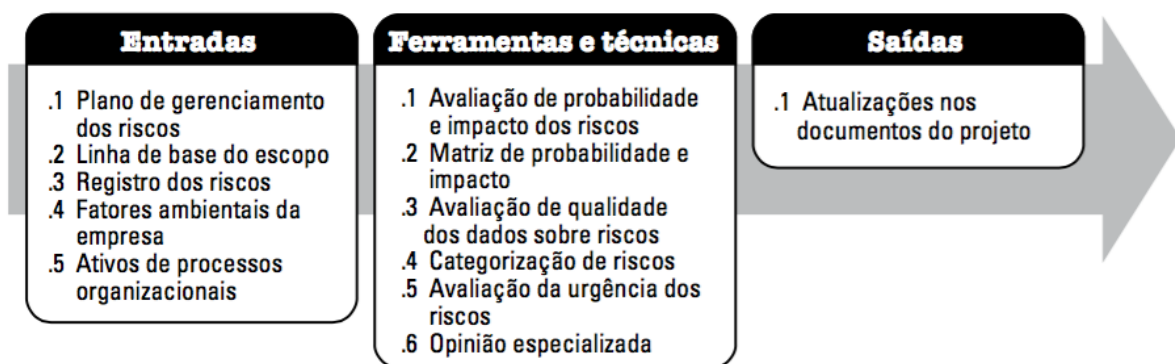 Entradas
.1 Plano de gerenciamento
dos riscos
.2 Linha de base do escopo
.3 Registro dos riscos
.4 Fatores ambientais da
empresa
.5 Ativos de processos
organizacionais
Ferramentas e técnicas
.1 Avaliação de probabilidade
e impacto dos riscos
.2 Matriz de probabilidade e
impacto
.3 Avaliação de qualidade
dos dados sobre riscos
.4 Categorização de riscos
.5 Avaliação da urgência dos
riscos
.6 Opinião especializada
Saídas
.1 Atualizações nos
documentos do projeto